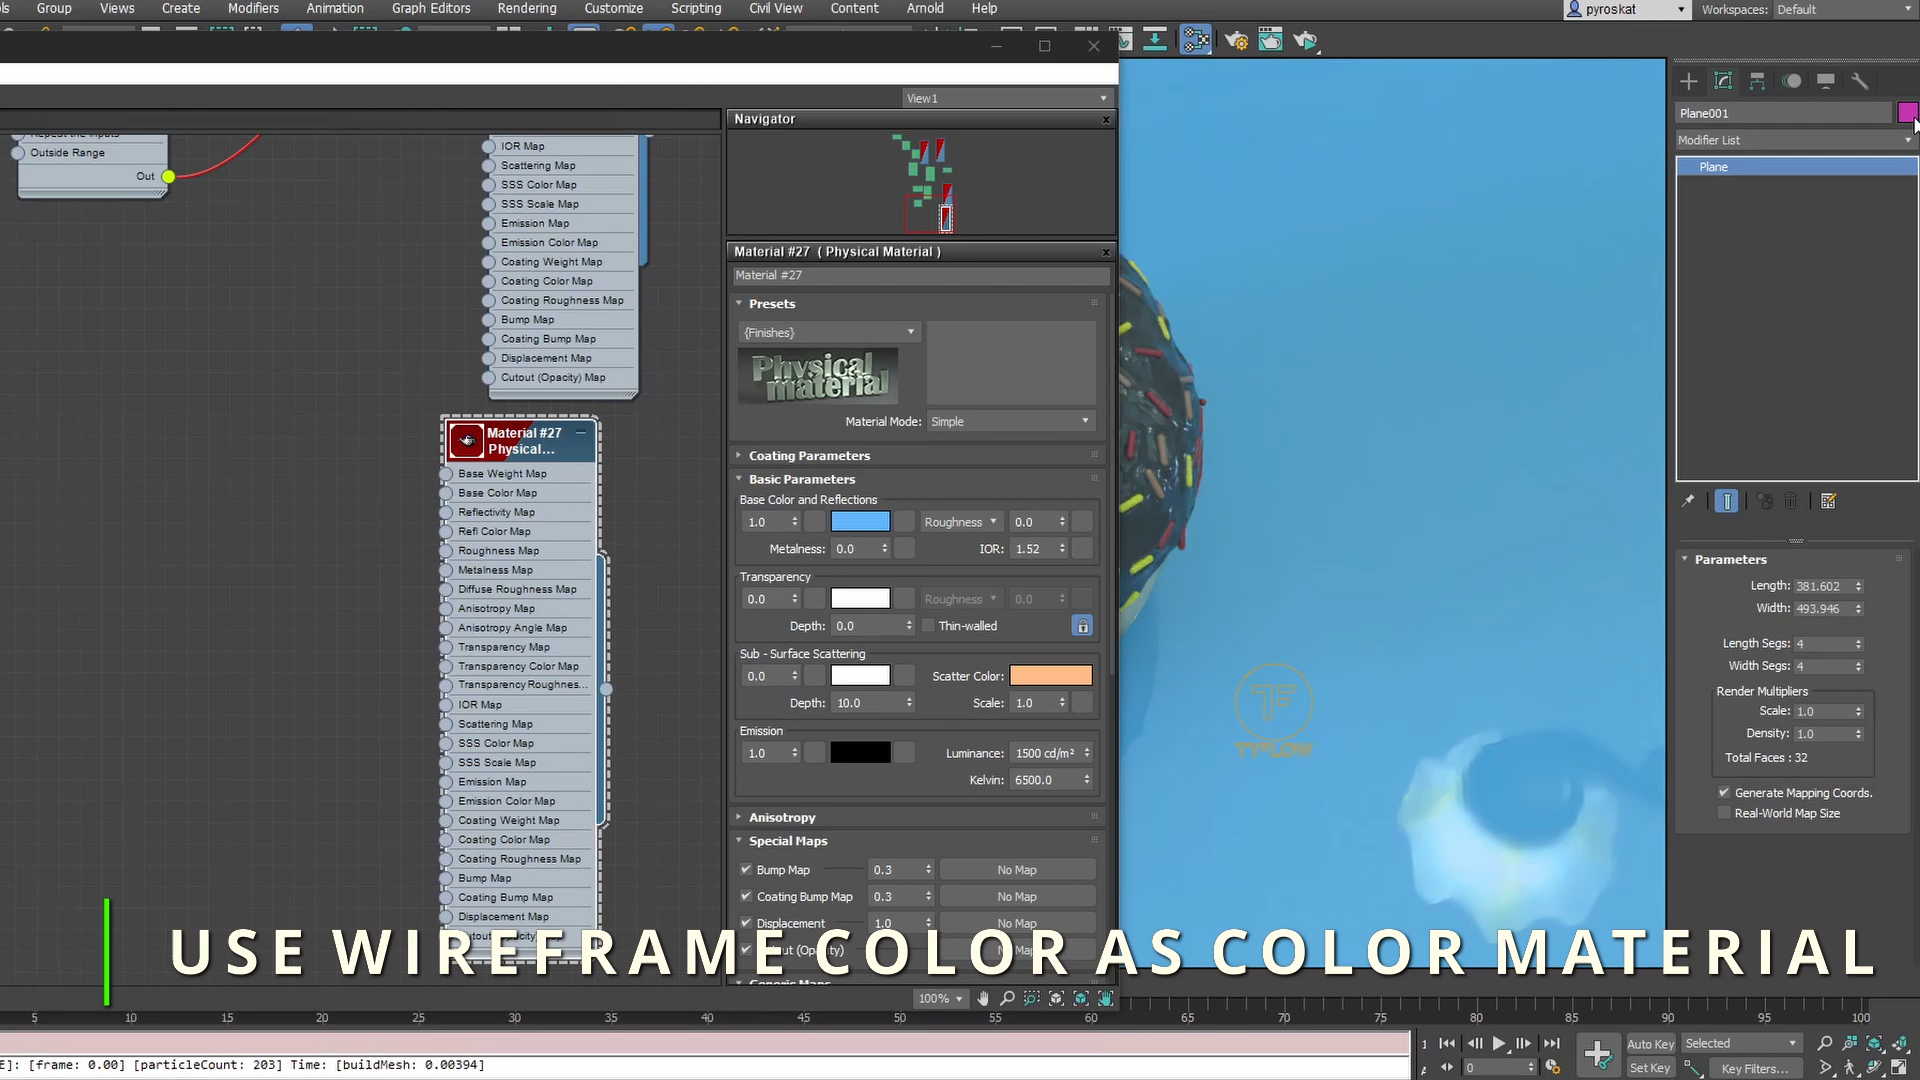 Group Views Create Modifiers Animation Graph Editors Rendering Customize Scripting Civil View Content Arnold Help
pyroskat Workspaces: Default
View1
Navigator
Plane001
Modifier List
Plane
Repeat the Inputs
Outside Range
Out
IOR Map
Scattering Map
SSS Color Map
SSS Scale Map
Emission Map
Emission Color Map
Coating Weight Map
Coating Color Map
Coating Roughness Map
Bump Map
Coating Bump Map
Displacement Map
Cutout (Opacity) Map
Material #27
Physical...
Base Weight Map
Base Color Map
Reflectivity Map
Refl Color Map
Roughness Map
Metalness Map
Diffuse Roughness Map
Anisotropy Map
Anisotropy Angle Map
Transparency Map
Transparency Color Map
Transparency Roughnes...
IOR Map
Scattering Map
SSS Color Map
SSS Scale Map
Emission Map
Emission Color Map
Coating Weight Map
Coating Color Map
Coating Roughness Map
Bump Map
Coating Bump Map
Displacement Map
Material #27 ( Physical Material )
Material #27
Presets
{Finishes}
Physical
material
Material Mode: Simple
Coating Parameters
Basic Parameters
Base Color and Reflections
1.0 Roughness 0.0
Metalness: 0.0 IOR: 1.52
Transparency
0.0 Roughness 0.0
Depth: 0.0 Thin-walled
Sub - Surface Scattering
0.0 Scatter Color:
Depth: 10.0 Scale: 1.0
Emission
1.0 Luminance: 1500 cd/m²
Kelvin: 6500.0
Anisotropy
Special Maps
Bump Map 0.3 No Map
Coating Bump Map 0.3 No Map
Displacement 1.0 No Map
(Opacity)
Generic Maps
100%
TYFLOW
Parameters
Length: 381.602
Width: 493.946
Length Segs: 4
Width Segs: 4
Render Multipliers
Scale: 1.0
Density: 1.0
Total Faces : 32
Generate Mapping Coords.
Real-World Map Size
USE WIREFRAME COLOR AS COLOR MATERIAL
5 10 15 20 25 30 35 40 45 50 55 60 65 70 75 80 85 90 95 100
E]: [frame: 0.00] [particleCount: 203] Time: [buildMesh: 0.00394]
Auto Key Selected
0 Set Key Key Filters...